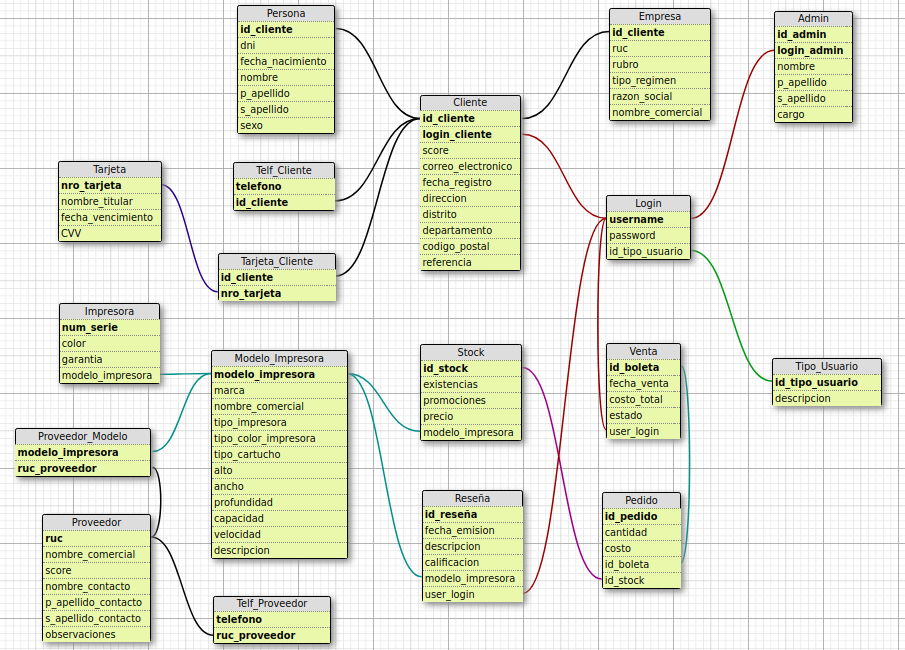 Persona
id_cliente
dni
fecha_nacimiento
nombre
p_apellido
s_apellido
sexo
Empresa
id_cliente
ruc
rubro
tipo_regimen
razon_social
nombre_comercial
Admin
id_admin
login_admin
nombre
p_apellido
s_apellido
cargo
Cliente
id_cliente
login_cliente
score
correo_electronico
fecha_registro
direccion
distrito
departamento
codigo_postal
referencia
Tarjeta
nro_tarjeta
nombre_titular
fecha_vencimiento
CVV
Telf_Cliente
telefono
id_cliente
Login
username
password
id_tipo_usuario
Tarjeta_Cliente
id_cliente
nro_tarjeta
Impresora
num_serie
color
garantia
modelo_impresora
Modelo_Impresora
modelo_impresora
marca
nombre_comercial
tipo_impresora
tipo_color_impresora
tipo_cartucho
alto
ancho
profundidad
capacidad
velocidad
descripcion
Stock
id_stock
existencias
promociones
precio
modelo_impresora
Venta
id_boleta
fecha_venta
costo_total
estado
user_login
Tipo_Usuario
id_tipo_usuario
descripcion
Proveedor_Modelo
modelo_impresora
ruc_proveedor
Reseña
id_reseña
fecha_emision
descripcion
calificacion
modelo_impresora
user_login
Pedido
id_pedido
cantidad
costo
id_boleta
id_stock
Proveedor
ruc
nombre_comercial
score
nombre_contacto
p_apellido_contacto
s_apellido_contacto
observaciones
Telf_Proveedor
telefono
ruc_proveedor